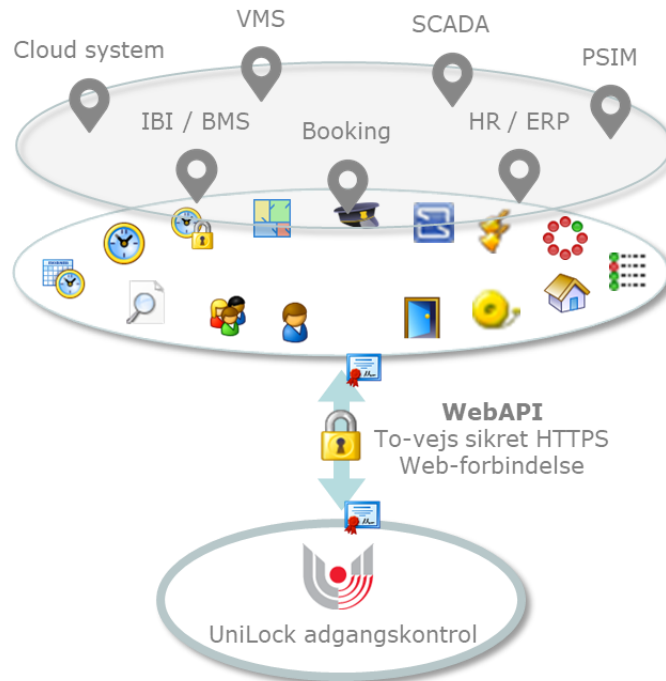 VMS
SCADA
Cloud system
PSIM
IBI / BMS
Booking
HR / ERP
WebAPI
To-vejs sikret HTTPS
Web-forbindelse
UniLock adgangskontrol